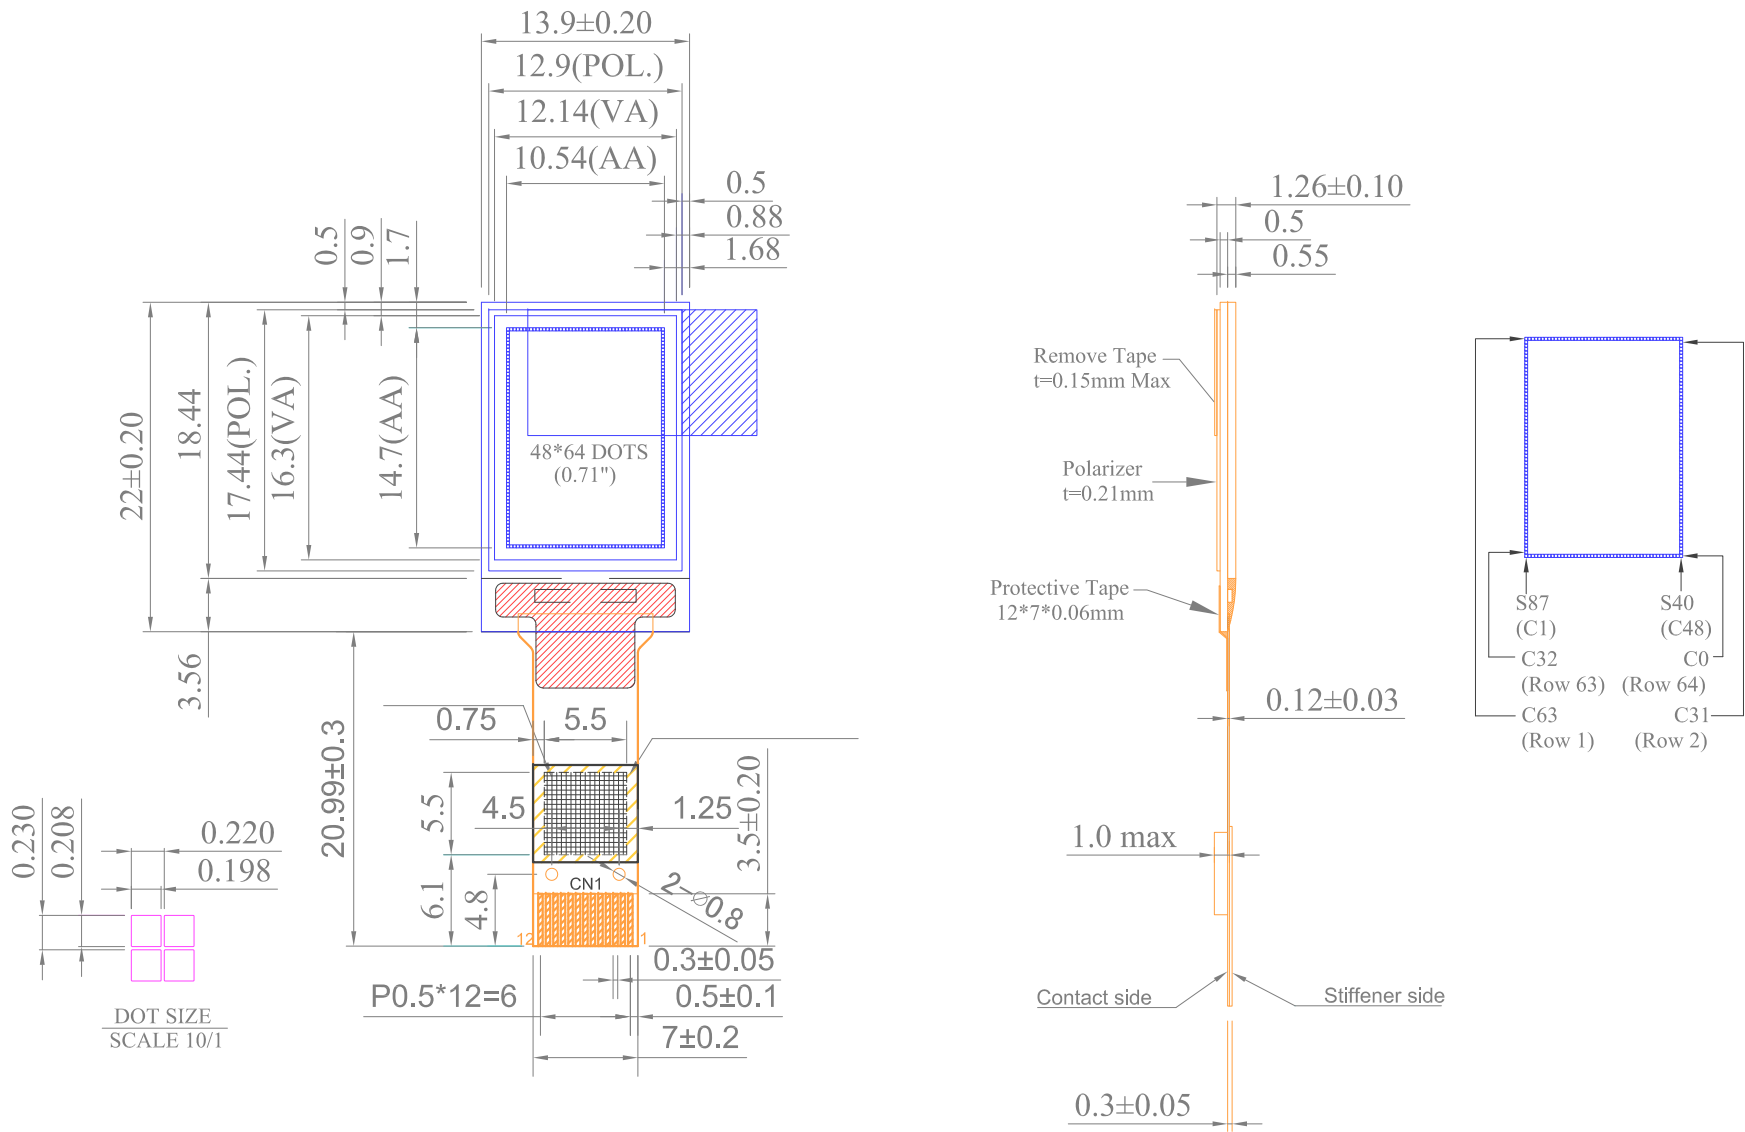 13.9±0.20
12.9(POL.)
12.14(VA)
10.54(AA)
0.5
0.88
1.68
0.5
0.9
1.7
22±0.20
18.44
17.44(POL.)
16.3(VA)
14.7(AA)
48*64 DOTS
(0.71")
3.56
20.99±0.3
0.75
5.5
5.5
4.5
1.25
3.5±0.20
6.1
4.8
CN1
2-∅0.8
12
1
0.3±0.05
P0.5*12=6
0.5±0.1
7±0.2
0.230
0.208
0.220
0.198
DOT SIZE
SCALE 10/1
1.26±0.10
0.5
0.55
Remove Tape
t=0.15mm Max
Polarizer
t=0.21mm
Protective Tape
12*7*0.06mm
0.12±0.03
1.0 max
Contact side
Stiffener side
0.3±0.05
S87
(C1)
S40
(C48)
C32
(Row 63)
C0
(Row 64)
C63
(Row 1)
C31
(Row 2)